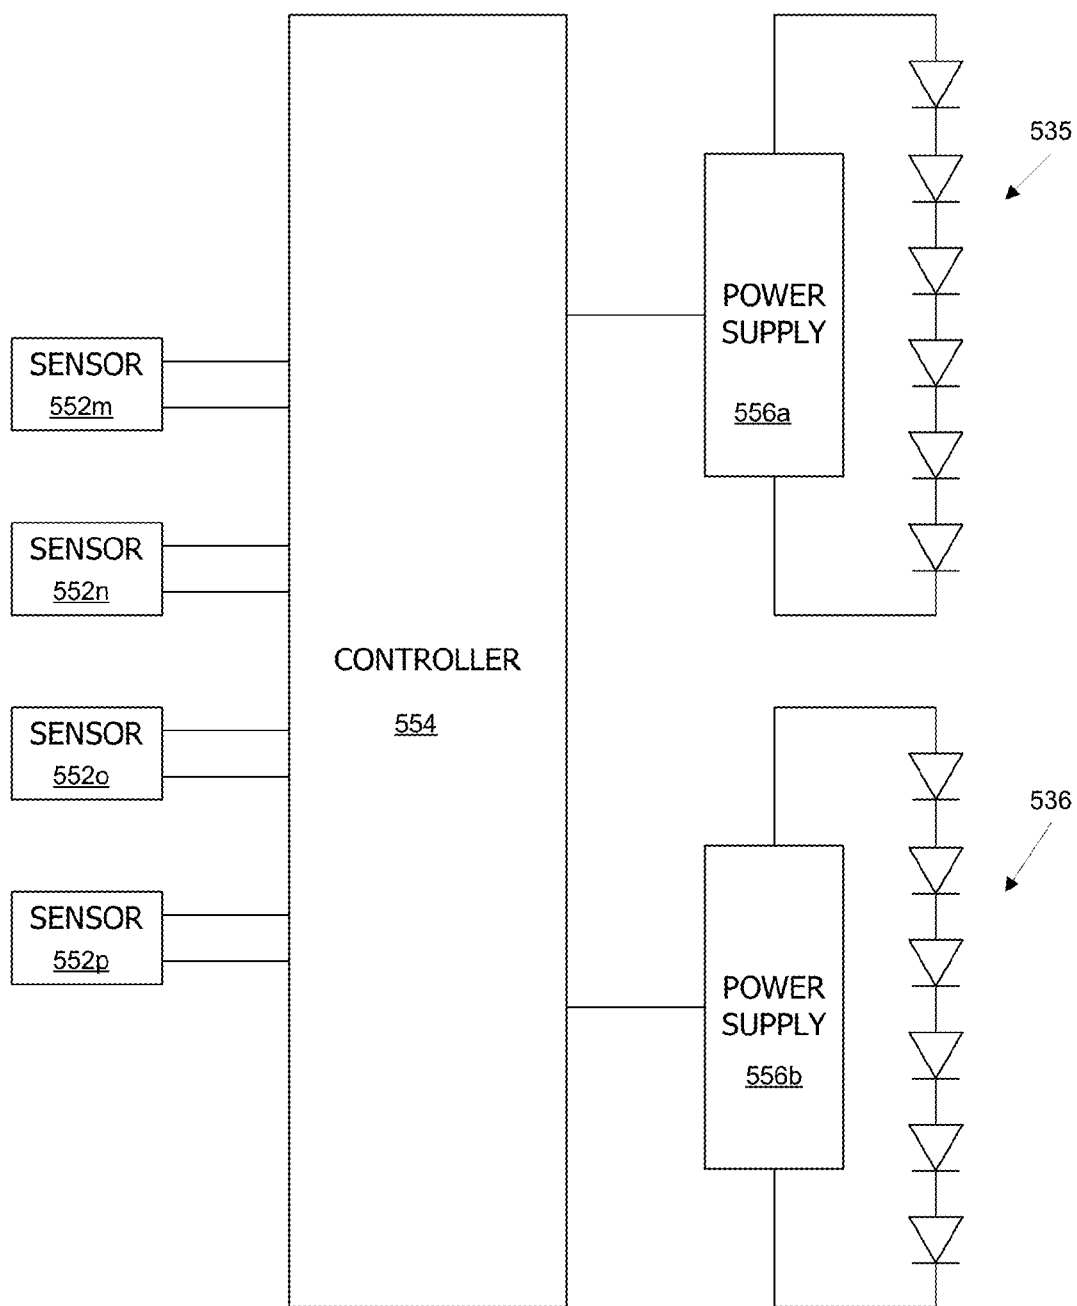 535
POWER
SUPPLY
556a
SENSOR
552m
SENSOR
552n
CONTROLLER
554
SENSOR
552o
SENSOR
552p
536
POWER
SUPPLY
556b